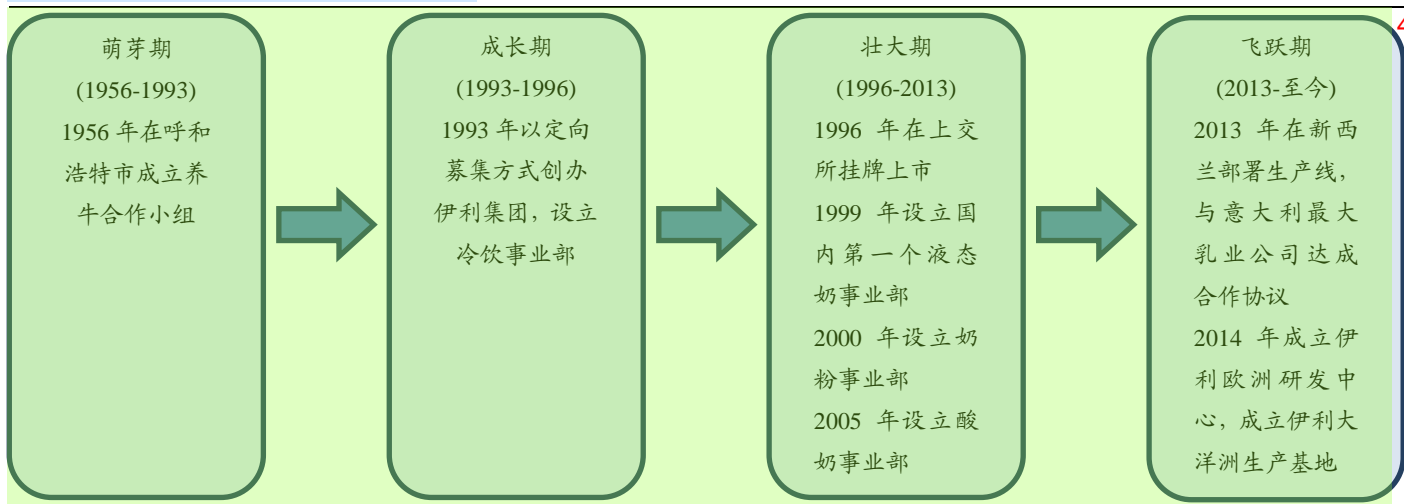 萌芽期
(1956-1993)
1956 年在呼和
浩特市成立养
牛合作小组
成长期
(1993-1996)
1993 年以定向
募集方式创办
伊利集团，设立
冷饮事业部
壮大期
(1996-2013)
1996 年在上交
所挂牌上市
1999 年设立国
内第一个液态
奶事业部
2000 年设立奶
粉事业部
2005 年设立酸
奶事业部
飞跃期
(2013-至今)
2013 年在新西
兰部署生产线，
与意大利最大
乳业公司达成
合作协议
2014 年成立伊
利欧洲研发中
心，成立伊利大
洋洲生产基地